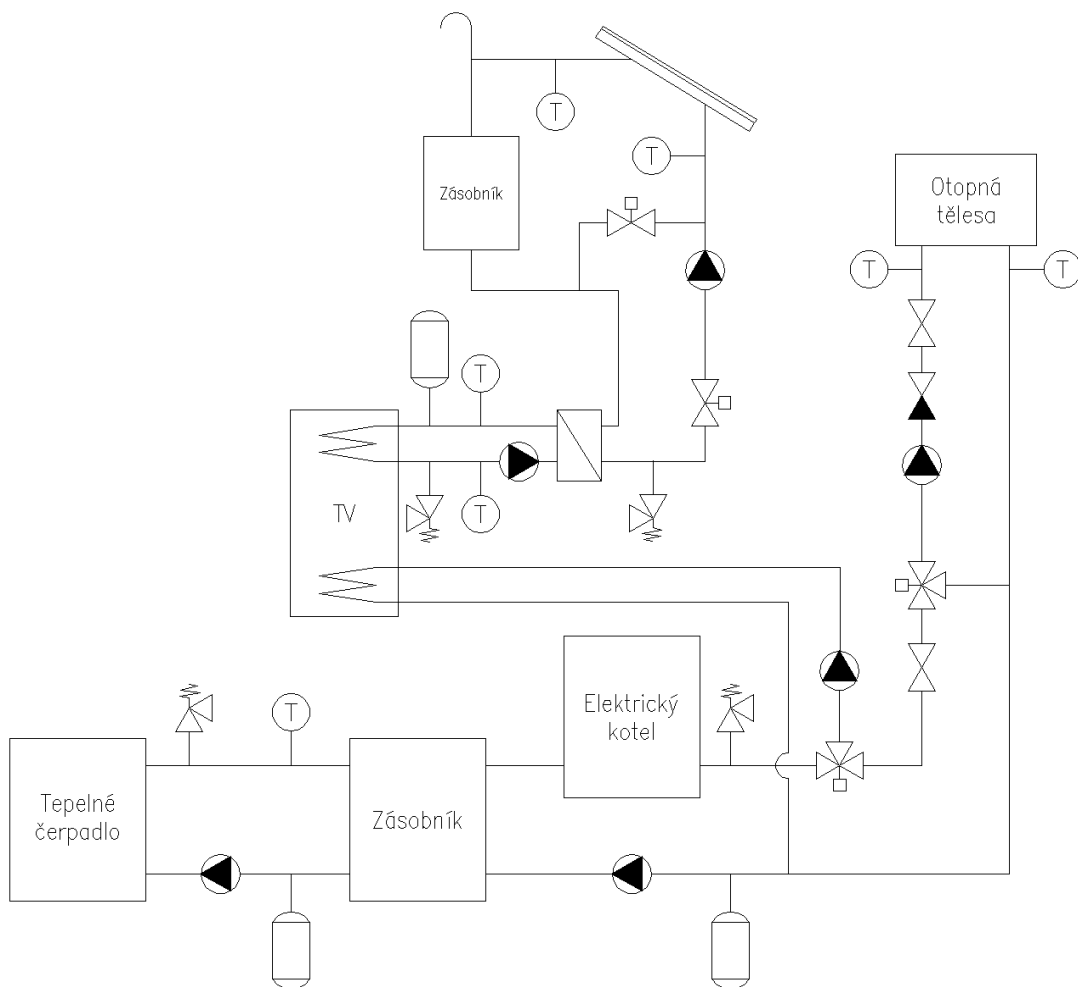 T
Zásobník
T
Otopná
tělesa
T
T
T
TV
T
Elektrický
kotel
T
Tepelné
čerpadlo
Zásobník